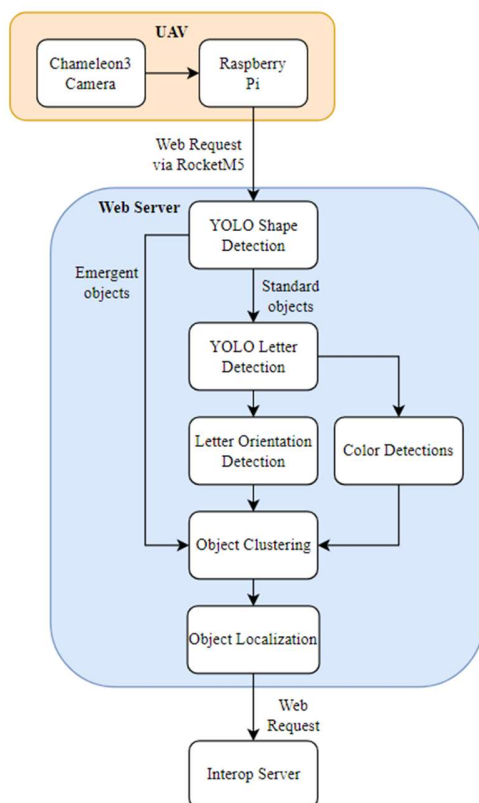 UAV
Chameleon3
Camera
Raspberry
Pi
Web Request
via RocketM5
Web Server
YOLO Shape
Detection
Emergent
objects
Standard
objects
YOLO Letter
Detection
Letter Orientation
Detection
Color Detections
Object Clustering
Object Localization
Web
Request
Interop Server